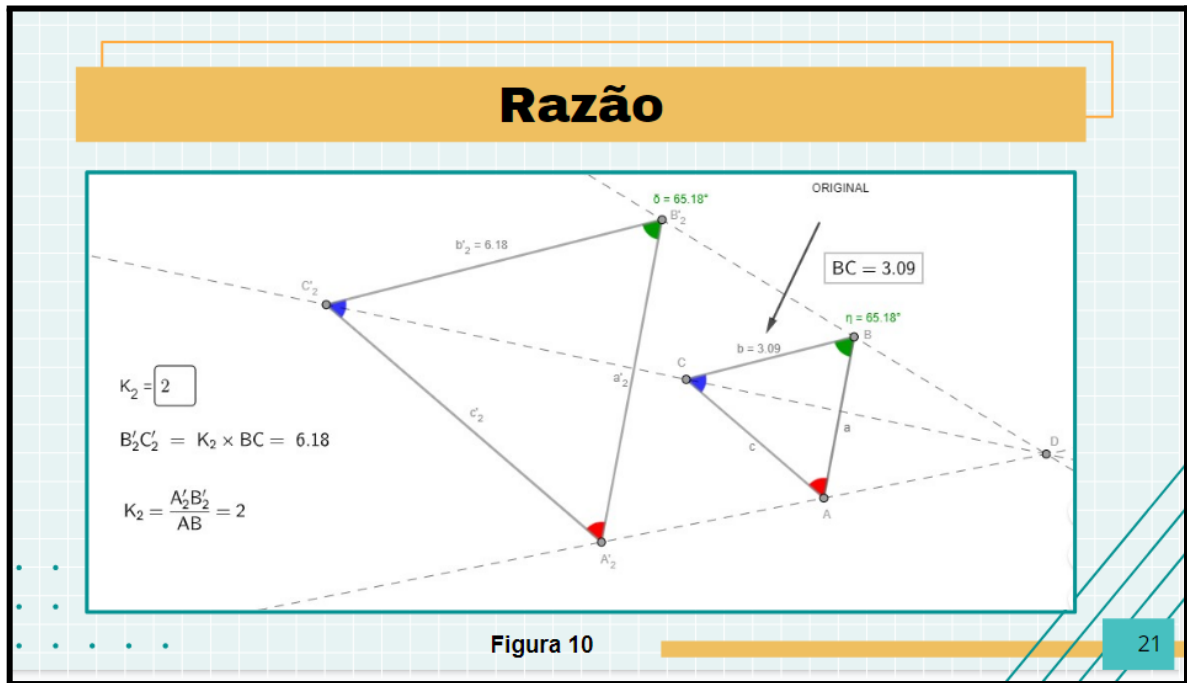 Razão
ORIGINAL
δ = 65.18°
B'₂
b'₂ = 6.18
BC = 3.09
C'₂
η = 65.18°
B
b = 3.09
C
a'₂
K₂ = 2
c'₂
a
D
c
B'₂C'₂ = K₂ × BC = 6.18
K₂ = A'₂B'₂ / AB = 2
A
A'₂
Figura 10
21